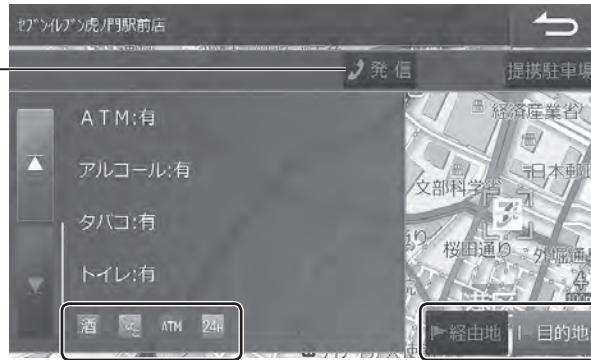 ｾﾌﾞﾝｲﾚﾌﾞﾝ虎ﾉ門駅前店
発信
提携駐車場
ATM:有
アルコール:有
タバコ:有
トイレ:有
酒 ATM 24H
経済産業省
日本郵
文部科学省
桜田通り
外堀通
100m
経由地
目的地